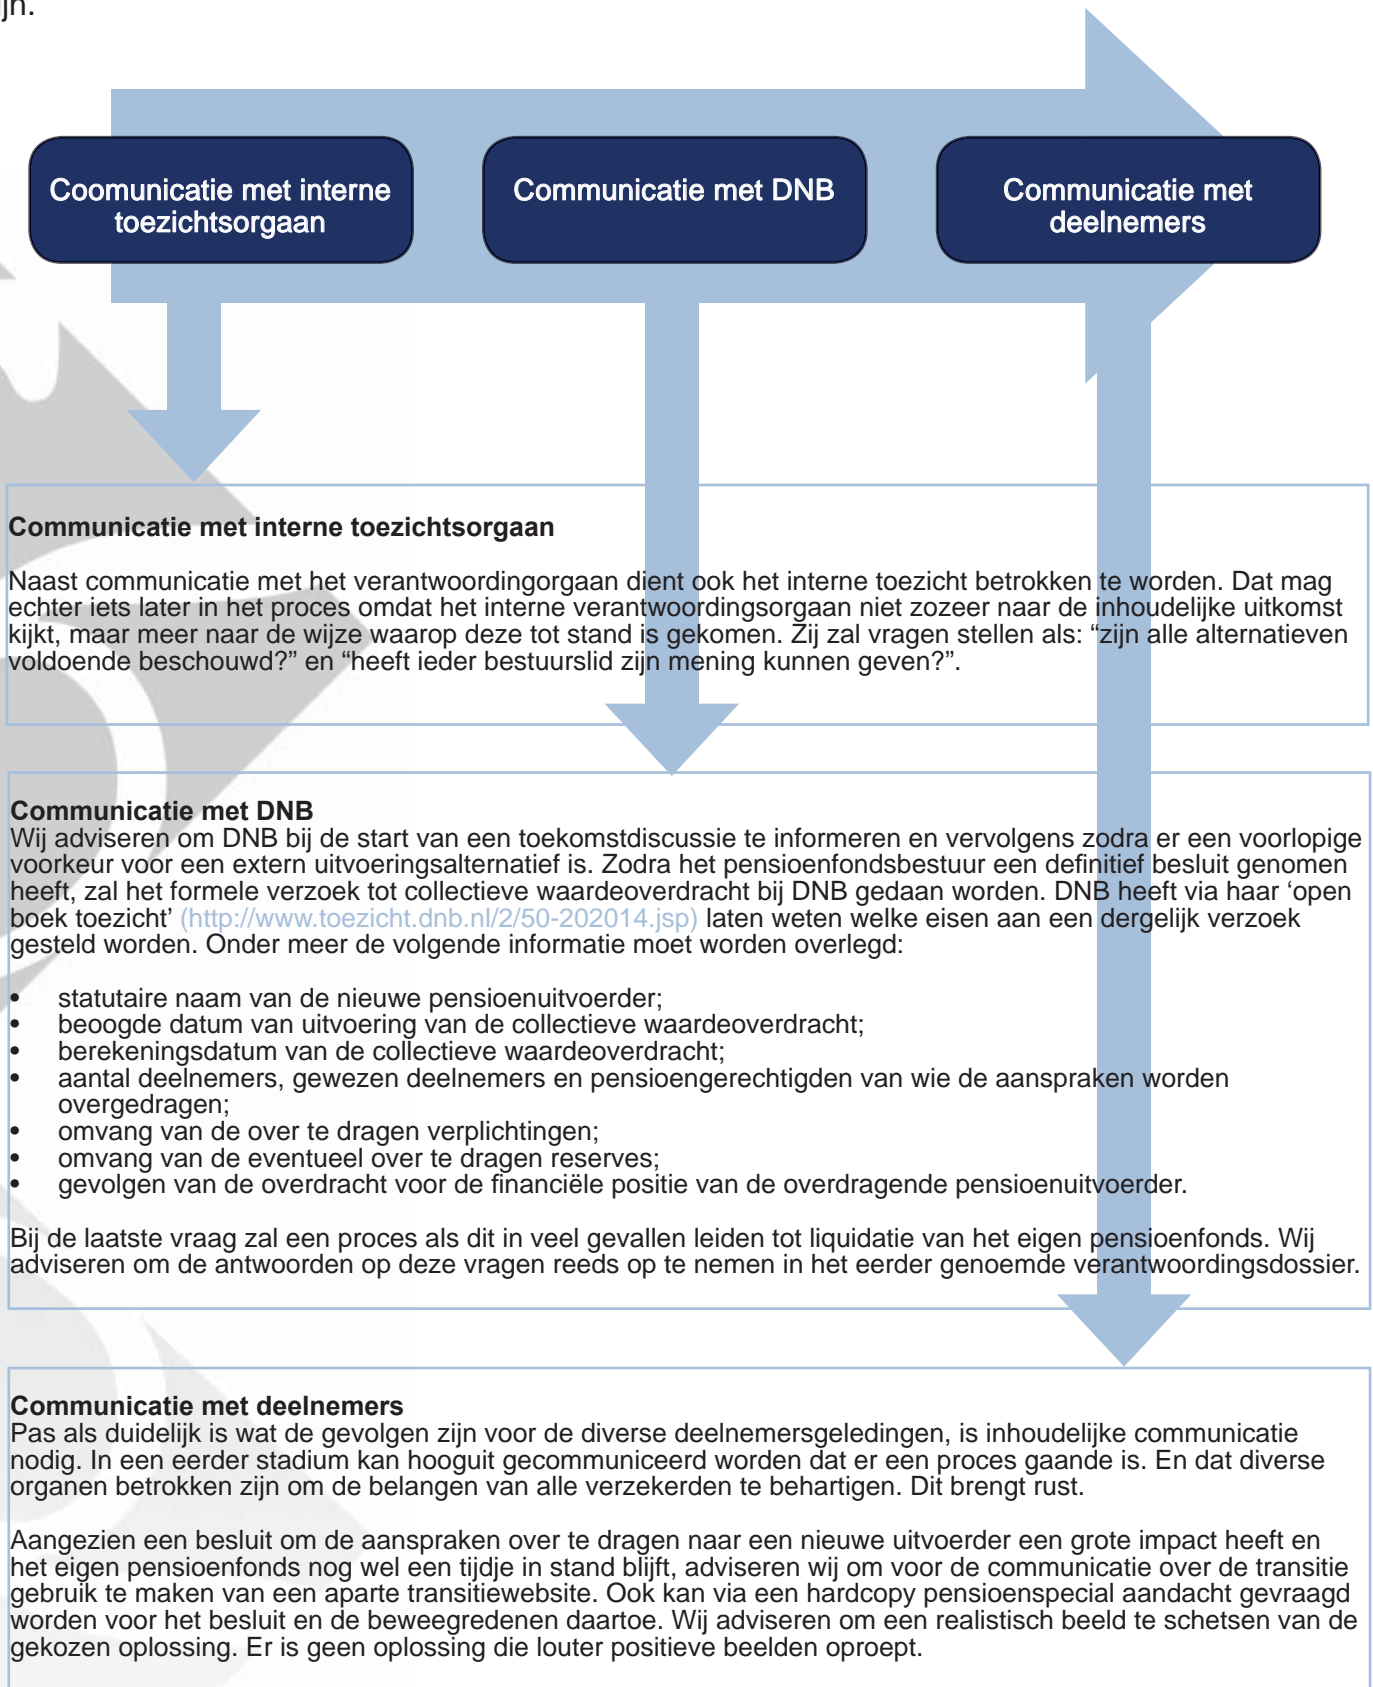 ijn.
Coomunicatie met interne
toezichtsorgaan
Communicatie met DNB
Communicatie met
deelnemers
Communicatie met interne toezichtsorgaan
Naast communicatie met het verantwoordingorgaan dient ook het interne toezicht betrokken te worden. Dat mag
echter iets later in het proces omdat het interne verantwoordingsorgaan niet zozeer naar de inhoudelijke uitkomst
kijkt, maar meer naar de wijze waarop deze tot stand is gekomen. Zij zal vragen stellen als: “zijn alle alternatieven
voldoende beschouwd?” en “heeft ieder bestuurslid zijn mening kunnen geven?”.
Communicatie met DNB
Wij adviseren om DNB bij de start van een toekomstdiscussie te informeren en vervolgens zodra er een voorlopige
voorkeur voor een extern uitvoeringsalternatief is. Zodra het pensioenfondsbestuur een definitief besluit genomen
heeft, zal het formele verzoek tot collectieve waardeoverdracht bij DNB gedaan worden. DNB heeft via haar ‘open
boek toezicht’ (http://www.toezicht.dnb.nl/2/50-202014.jsp) laten weten welke eisen aan een dergelijk verzoek
gesteld worden. Onder meer de volgende informatie moet worden overlegd:
• statutaire naam van de nieuwe pensioenuitvoerder;
• beoogde datum van uitvoering van de collectieve waardeoverdracht;
• berekeningsdatum van de collectieve waardeoverdracht;
• aantal deelnemers, gewezen deelnemers en pensioengerechtigden van wie de aanspraken worden
overgedragen;
• omvang van de over te dragen verplichtingen;
• omvang van de eventueel over te dragen reserves;
• gevolgen van de overdracht voor de financiële positie van de overdragende pensioenuitvoerder.
Bij de laatste vraag zal een proces als dit in veel gevallen leiden tot liquidatie van het eigen pensioenfonds. Wij
adviseren om de antwoorden op deze vragen reeds op te nemen in het eerder genoemde verantwoordingsdossier.
Communicatie met deelnemers
Pas als duidelijk is wat de gevolgen zijn voor de diverse deelnemersgeledingen, is inhoudelijke communicatie
nodig. In een eerder stadium kan hooguit gecommuniceerd worden dat er een proces gaande is. En dat diverse
organen betrokken zijn om de belangen van alle verzekerden te behartigen. Dit brengt rust.
Aangezien een besluit om de aanspraken over te dragen naar een nieuwe uitvoerder een grote impact heeft en
het eigen pensioenfonds nog wel een tijdje in stand blijft, adviseren wij om voor de communicatie over de transitie
gebruik te maken van een aparte transitiewebsite. Ook kan via een hardcopy pensioenspecial aandacht gevraagd
worden voor het besluit en de beweegredenen daartoe. Wij adviseren om een realistisch beeld te schetsen van de
gekozen oplossing. Er is geen oplossing die louter positieve beelden oproept.